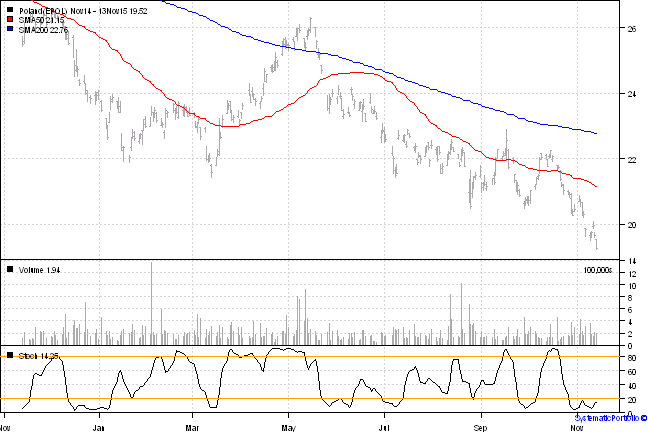 Poland(EPOL) Nov14 - 13Nov15 19.52
SMA50 21.15
SMA200 22.76
26
24
22
20
14
Volume 1.94
100,000s
12
10
8
6
4
2
0
Stoch 14.25
80
60
40
20
0
Nov
Jan
Mar
May
Jul
Sep
Nov
SystematicPortfolio ©